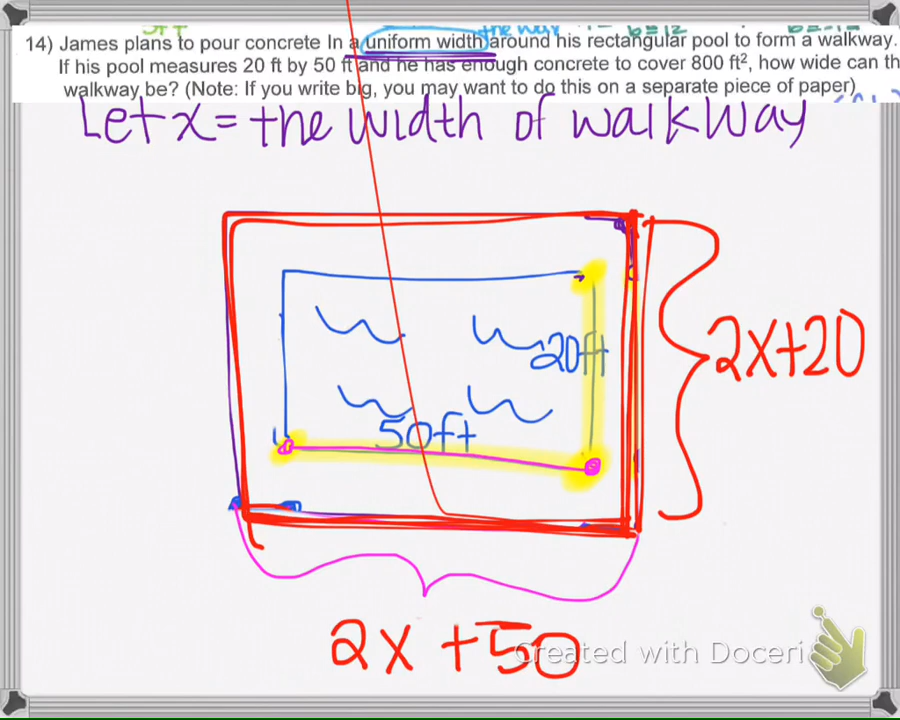 14) James plans to pour concrete In a uniform width around his rectangular pool to form a walkway.
If his pool measures 20 ft by 50 ft and he has enough concrete to cover 800 ft², how wide can th
walkway be? (Note: If you write big, you may want to do this on a separate piece of paper)
Let x = the width of walkway
20ft
50ft
2x+20
2x +50
Created with Doceri